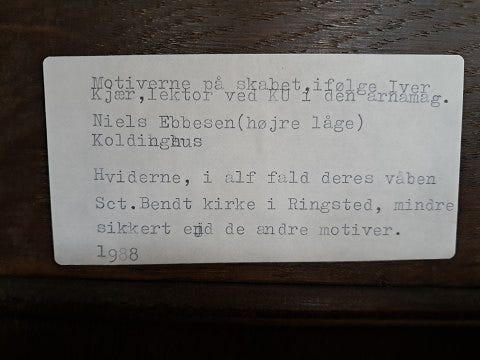 Motiverne på skabet,ifølge Iver
Kjær,lektor ved KU i den arnamag.
Niels Ebbesen(højre låge)
Koldinghus
Hviderne, i alf fald deres våben
Sct.Bendt kirke i Ringsted, mindre
sikkert end de andre motiver.
1988